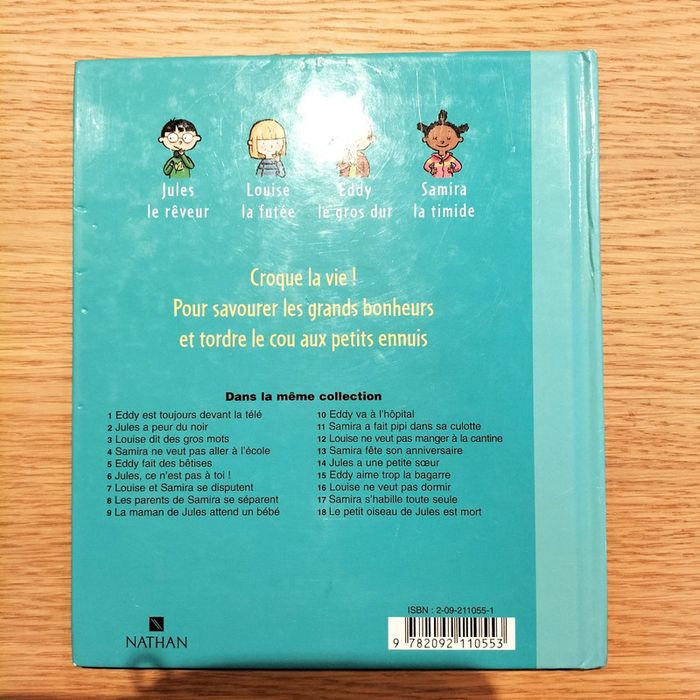 Jules
le rêveur
Louise
la futée
Eddy
le gros dur
Samira
la timide
Croque la vie !
Pour savourer les grands bonheurs
et tordre le cou aux petits ennuis
Dans la même collection
1 Eddy est toujours devant la télé
2 Jules a peur du noir
3 Louise dit des gros mots
4 Samira ne veut pas aller à l'école
5 Eddy fait des bêtises
6 Jules, ce n'est pas à toi !
7 Louise et Samira se disputent
8 Les parents de Samira se séparent
9 La maman de Jules attend un bébé
10 Eddy va à l'hôpital
11 Samira a fait pipi dans sa culotte
12 Louise ne veut pas manger à la cantine
13 Samira fête son anniversaire
14 Jules a une petite sœur
15 Eddy aime trop la bagarre
16 Louise ne veut pas dormir
17 Samira s'habille toute seule
18 Le petit oiseau de Jules est mort
NATHAN
ISBN : 2-09-211055-1
9 782092 110553